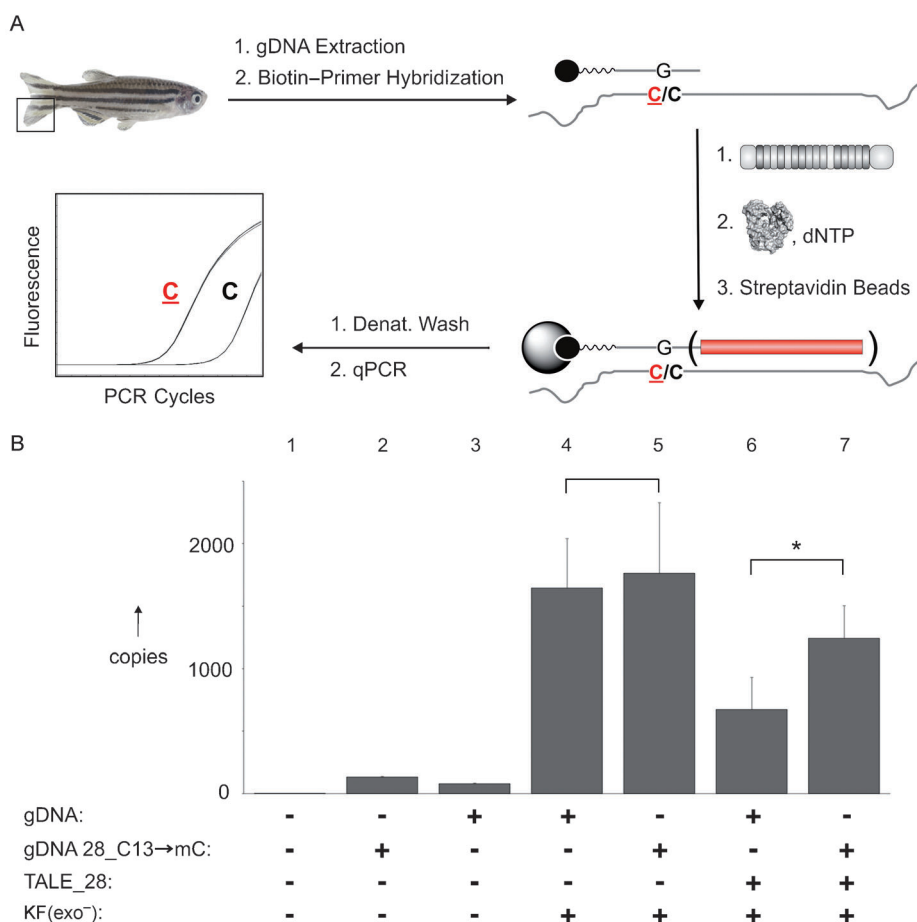 A
1. gDNA Extraction
2. Biotin–Primer Hybridization
G
C/C
1.
2. , dNTP
3. Streptavidin Beads
G
C/C
1. Denat. Wash
2. qPCR
Fluorescence
C C
PCR Cycles
B
1 2 3 4 5 6 7
2000
1000
0
↑
copies
*
gDNA: - - + + - + -
gDNA 28_C13→mC: - + - - + - +
TALE_28: - - - - - + +
KF(exo⁻): - - - + + + +